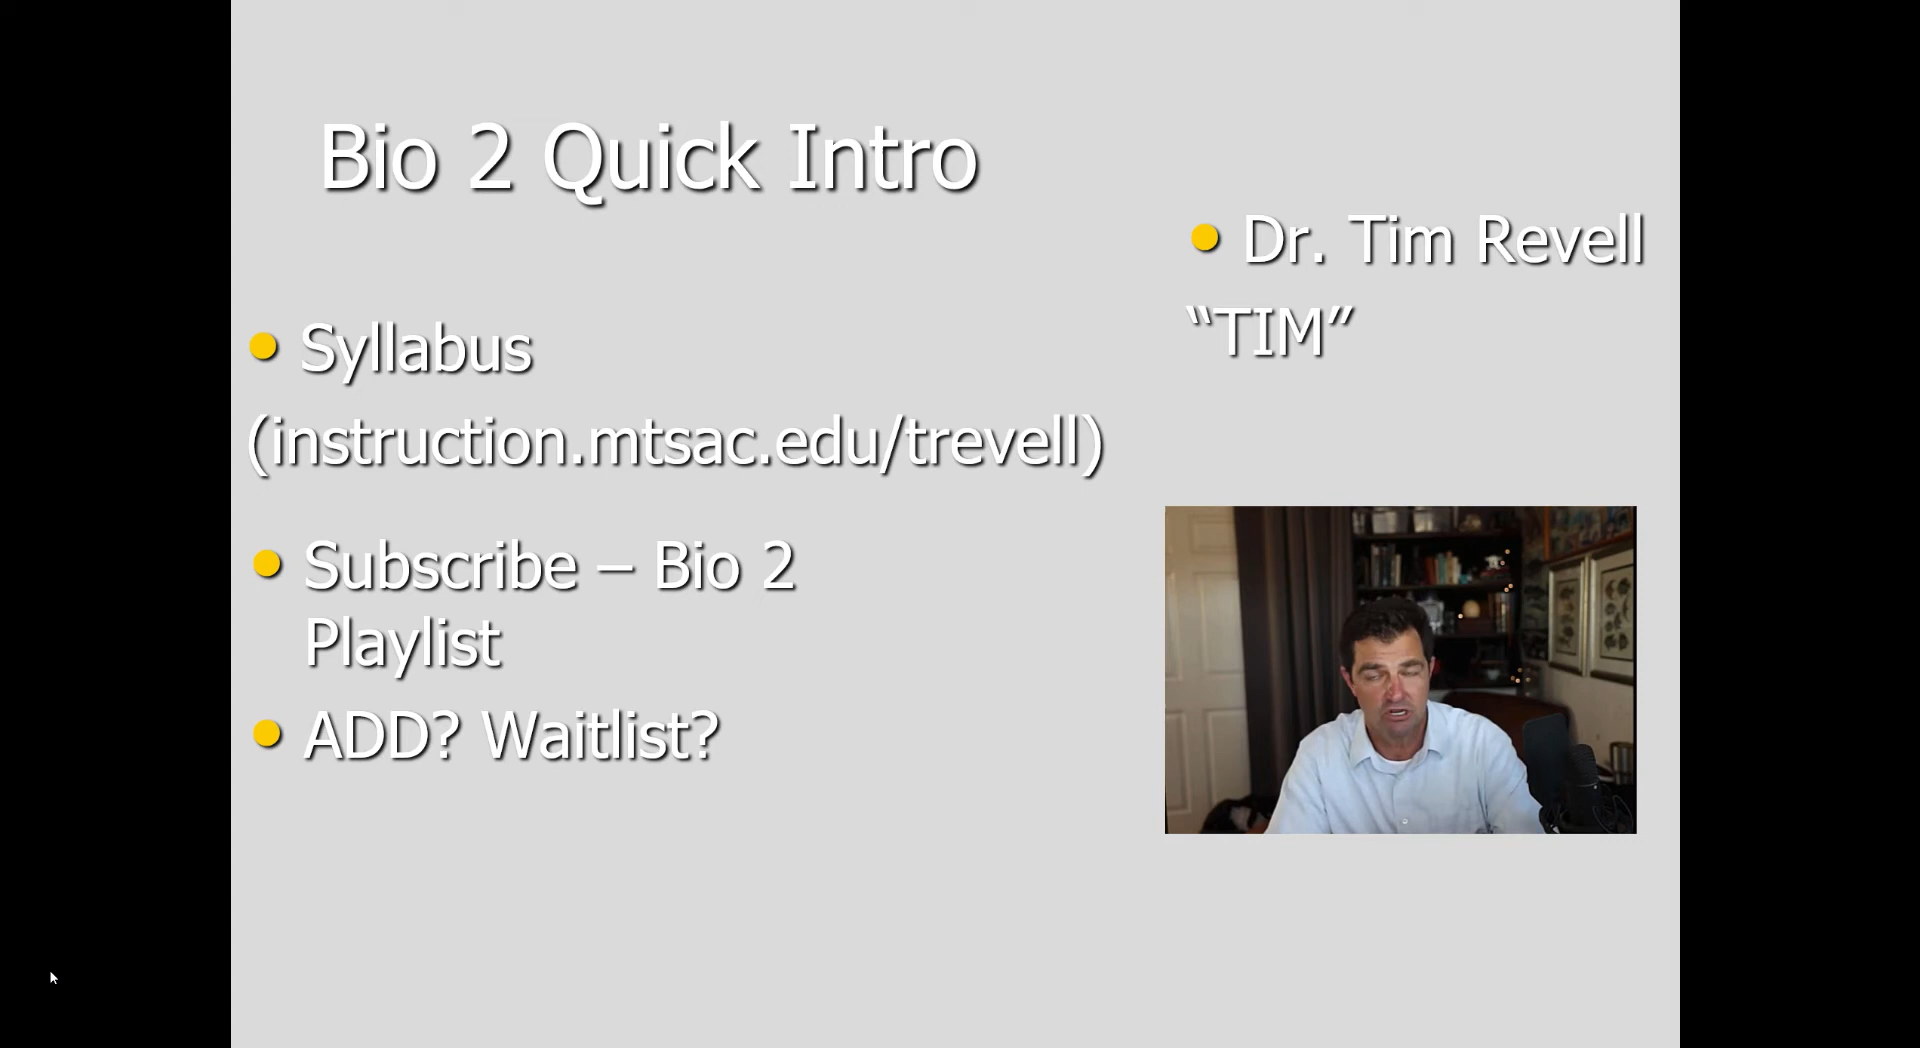 Bio 2 Quick Intro
Dr. Tim Revell
“TIM”
Syllabus
(instruction.mtsac.edu/trevell)
Subscribe – Bio 2
Playlist
ADD? Waitlist?